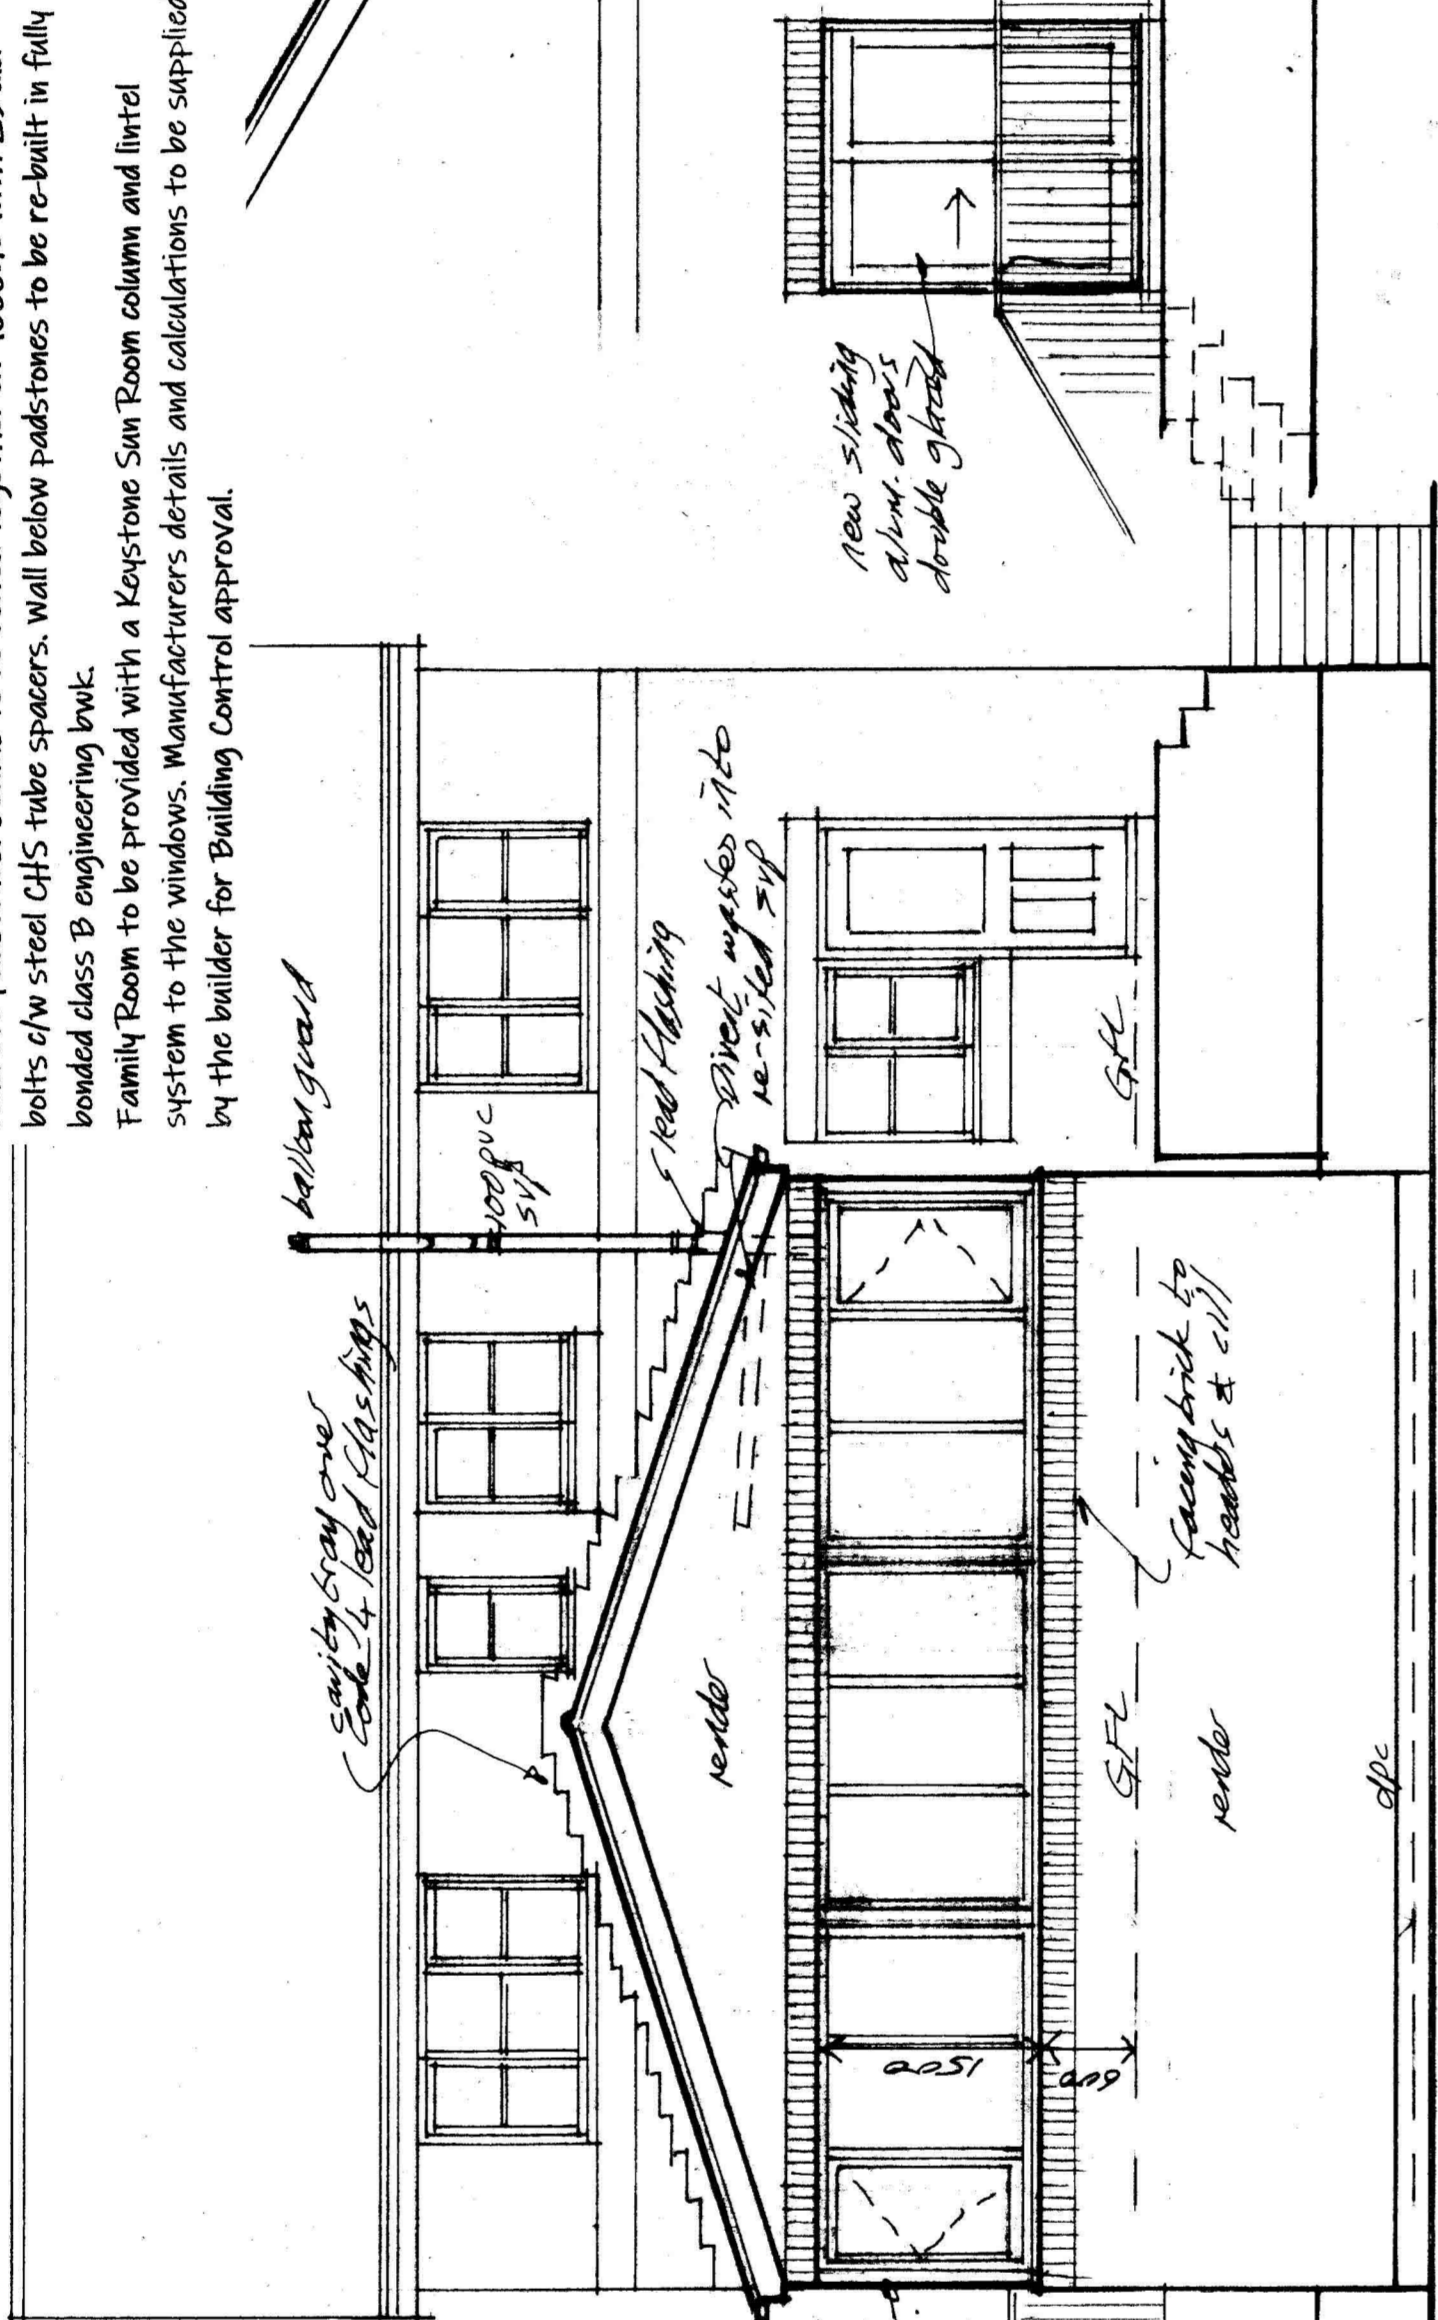 bolts c/w steel CHS tube spacers. Wall below padstones to be re-built in fully
bonded class B engineering bwk.
Family Room to be provided with a Keystone Sun Room column and lintel
system to the windows. Manufacturers details and calculations to be supplied
by the builder for Building Control approval.
balloon guard
cavity tray over
Code 4 lead flashings
100 pvc
svp
lead flashing
Divert wastes into
re-sited svp
new sliding
alum. doors
double glazed
render
1500
600
GFL
GFL
facing brick to
heads & cill
render
dpc